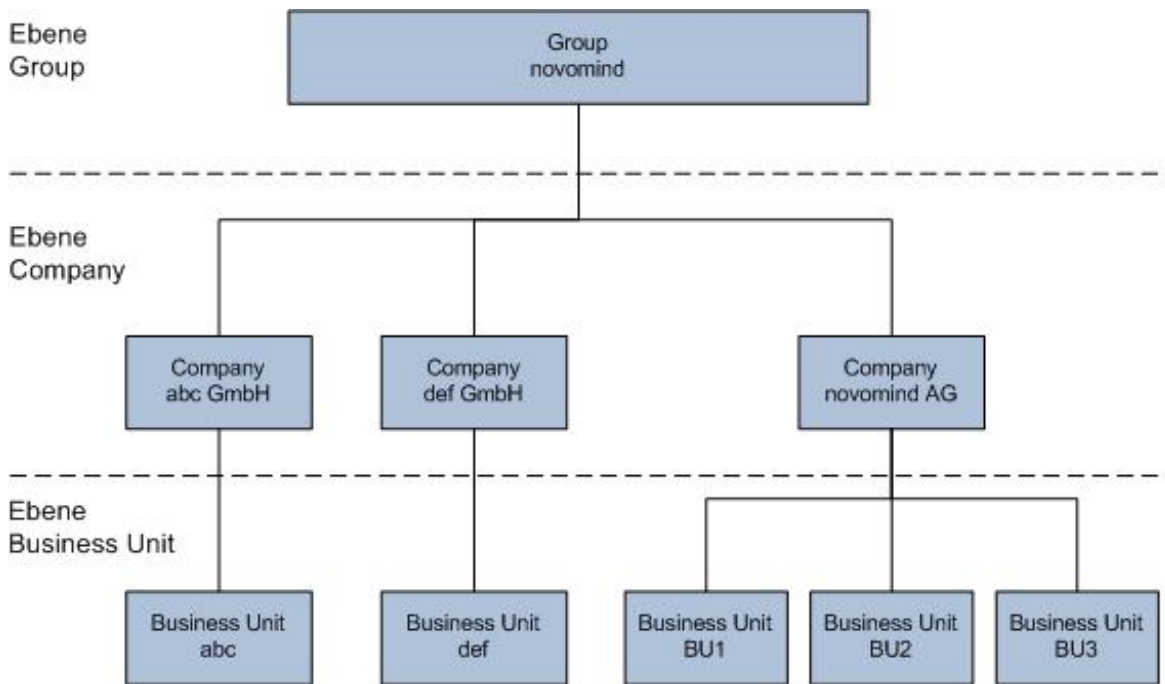 Ebene
Group
Group
novomind
Ebene
Company
Company
abc GmbH
Company
def GmbH
Company
novomind AG
Ebene
Business Unit
Business Unit
abc
Business Unit
def
Business Unit
BU1
Business Unit
BU2
Business Unit
BU3